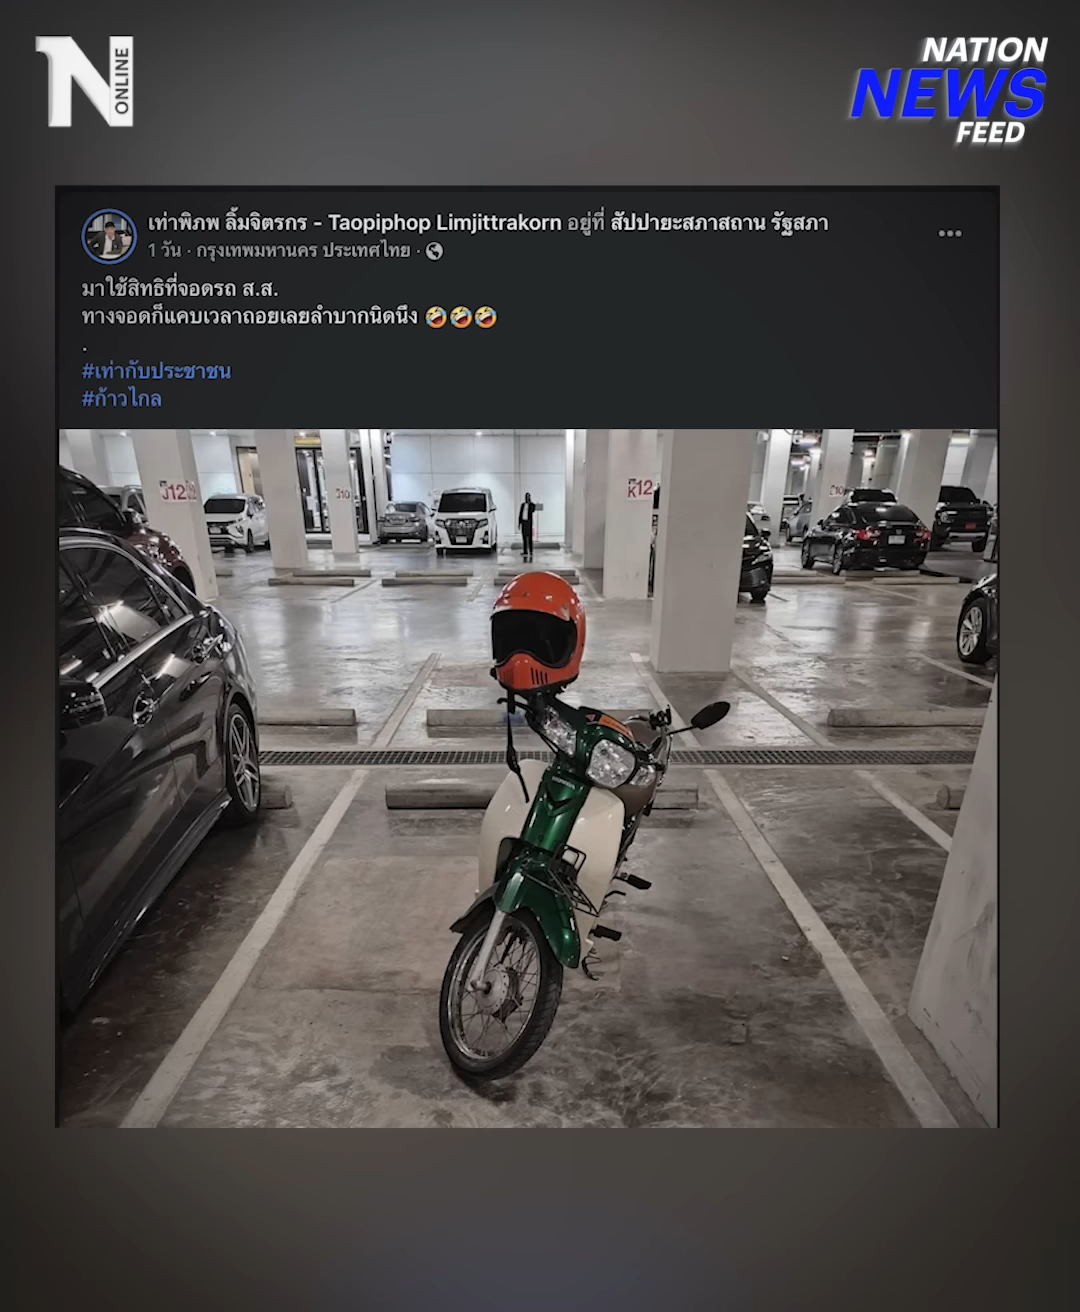 N ONLINE
NATION
NEWS
FEED
เท่าพิภพ ลิ้มจิตรกร - Taopiphop Limjittrakorn อยู่ที่ สัปปายะสภาสถาน รัฐสภา
1 วัน · กรุงเทพมหานคร ประเทศไทย ·
มาใช้สิทธิที่จอดรถ ส.ส.
ทางจอดก็แคบเวลาถอยเลยลำบากนิดนึง 🤣🤣🤣
.
#เท่ากับประชาชน
#ก้าวไกล
J12
J10
K12